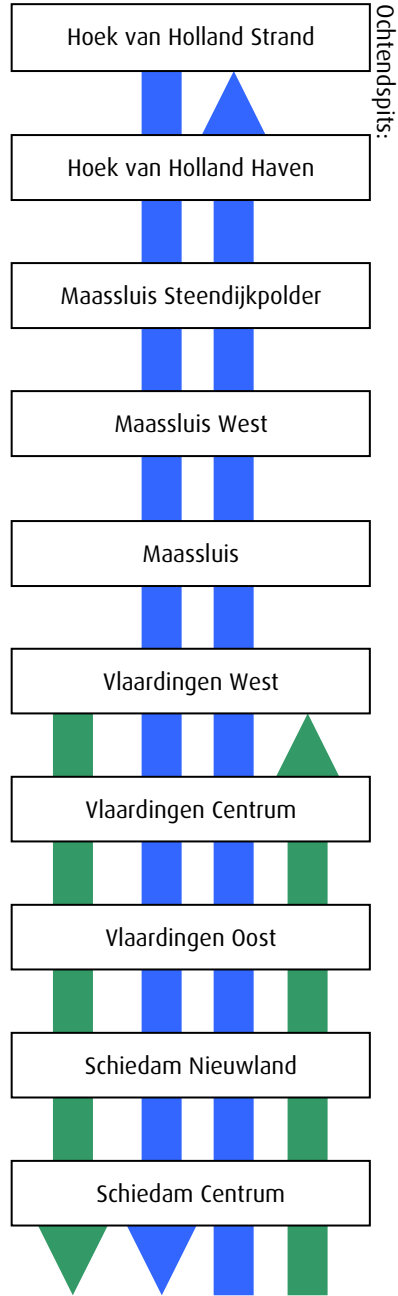 Ochtendspits:
Hoek van Holland Strand
Hoek van Holland Haven
Maassluis Steendijkpolder
Maassluis West
Maassluis
Vlaardingen West
Vlaardingen Centrum
Vlaardingen Oost
Schiedam Nieuwland
Schiedam Centrum